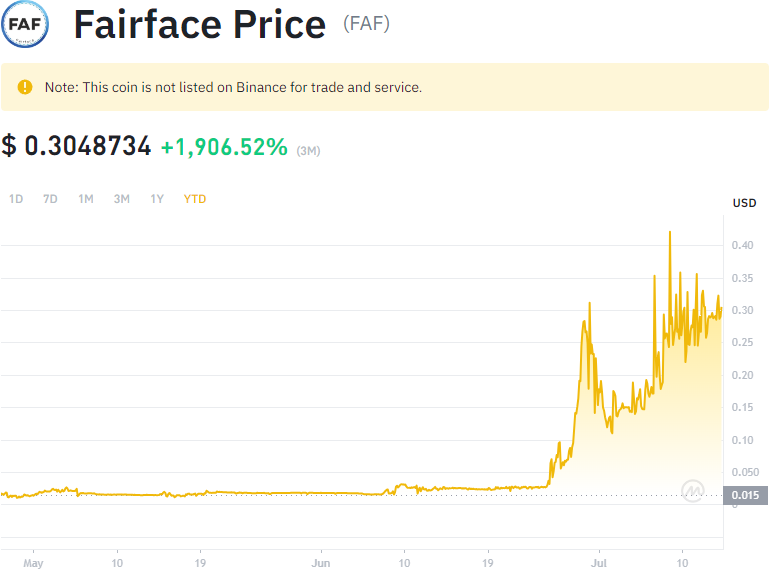 FAF
Fairface Price (FAF)
Note: This coin is not listed on Binance for trade and service.
$ 0.3048734 +1,906.52% (3M)
1D 7D 1M 3M 1Y YTD
USD
0.40
0.35
0.30
0.25
0.20
0.15
0.10
0.050
0.015
0
May 10 19 Jun 10 19 Jul 10